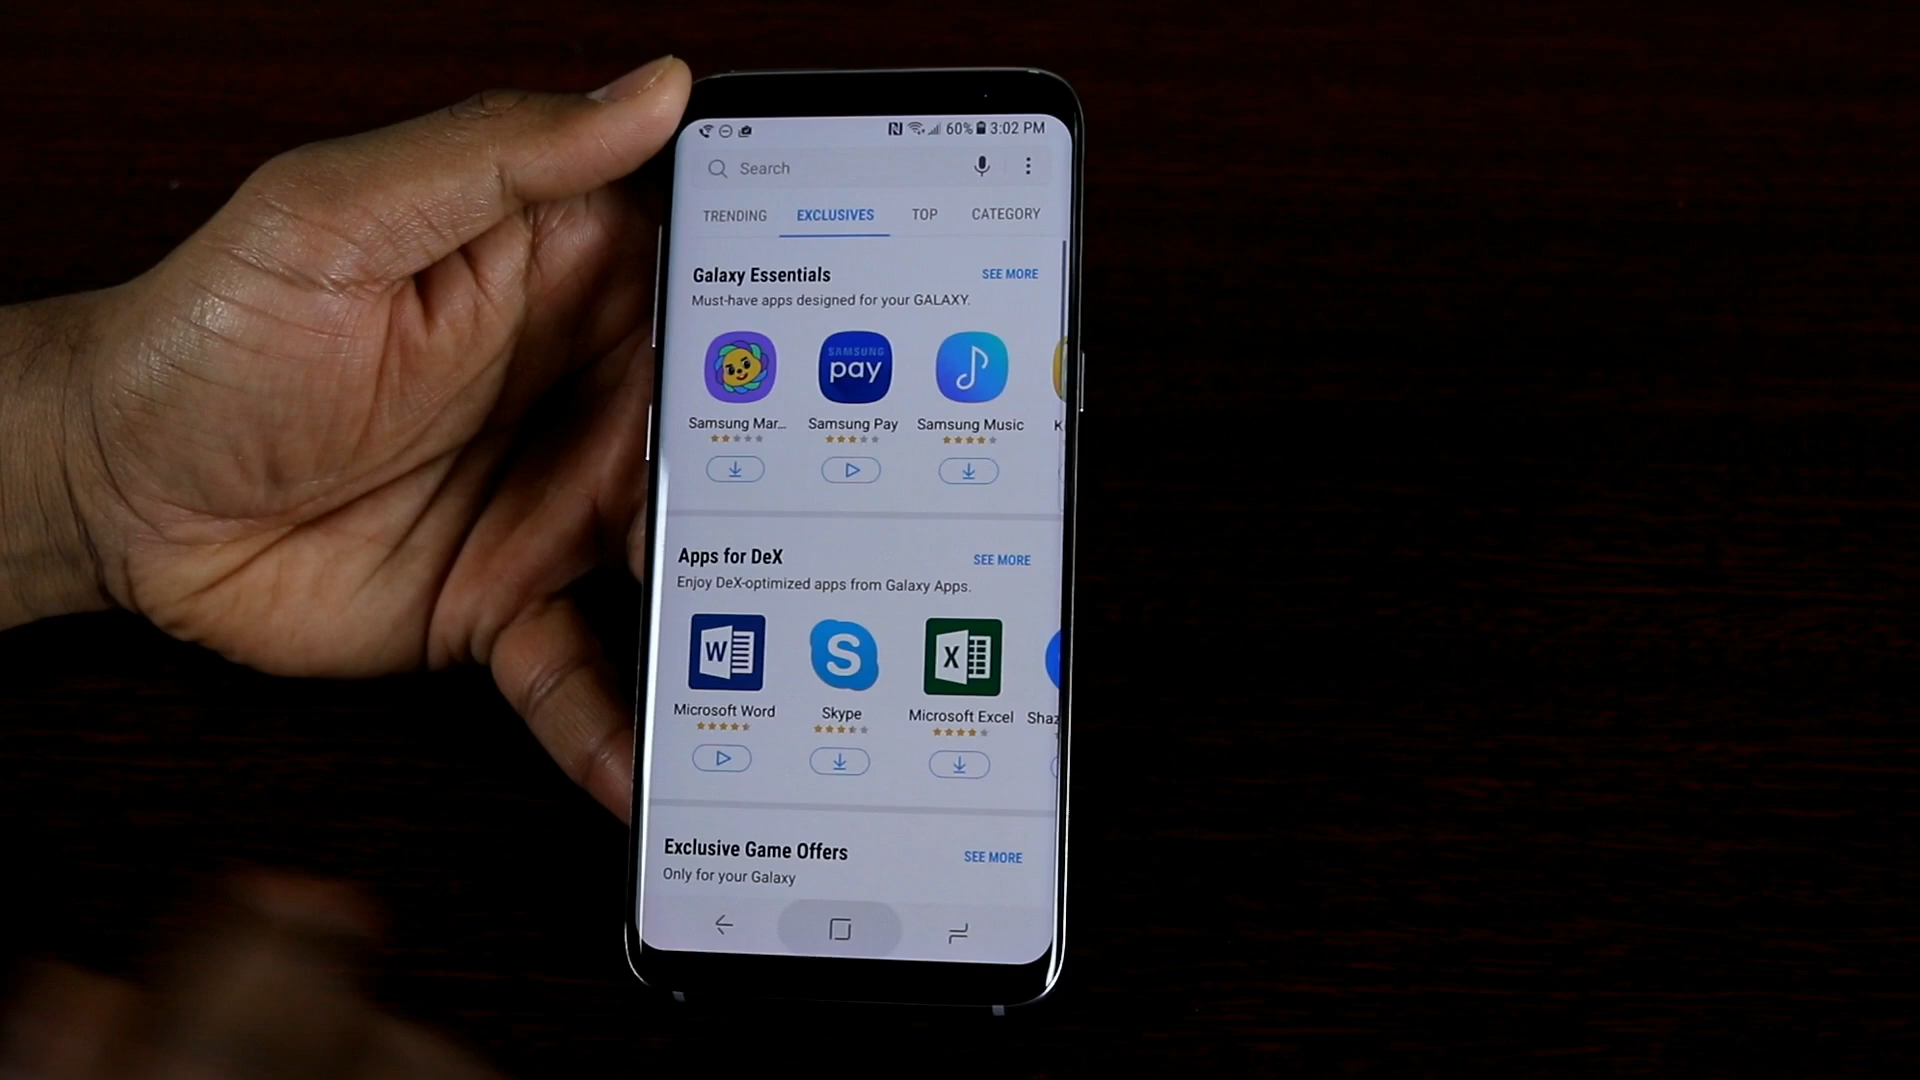 60% 3:02 PM
Search
TRENDING EXCLUSIVES TOP CATEGORY
Galaxy Essentials SEE MORE
Must-have apps designed for your GALAXY.
SAMSUNG
pay
Samsung Mar... Samsung Pay Samsung Music K
Apps for DeX SEE MORE
Enjoy DeX-optimized apps from Galaxy Apps.
W S X
Microsoft Word Skype Microsoft Excel Shaz
Exclusive Game Offers SEE MORE
Only for your Galaxy